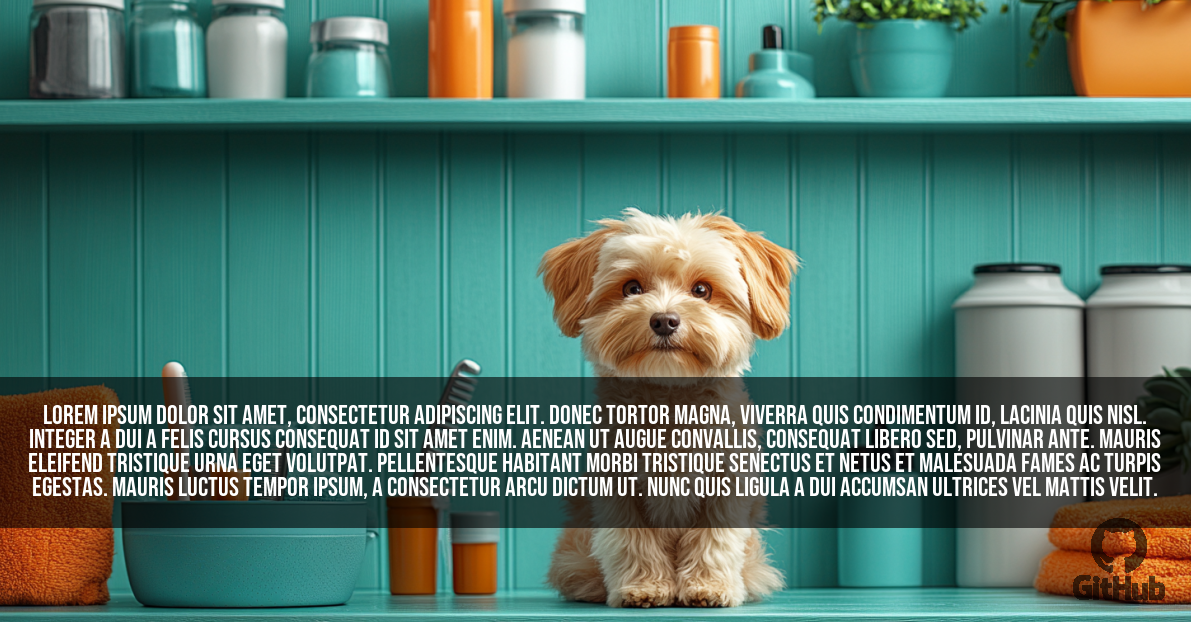 LOREM IPSUM DOLOR SIT AMET, CONSECTETUR ADIPISCING ELIT. DONEC TORTOR MAGNA, VIVERRA QUIS CONDIMENTUM ID, LACINIA QUIS NISL.
INTEGER A DUI A FELIS CURSUS CONSEQUAT ID SIT AMET ENIM. AENEAN UT AUGUE CONVALLIS, CONSEQUAT LIBERO SED, PULVINAR ANTE. MAURIS
ELEIFEND TRISTIQUE URNA EGET VOLUTPAT. PELLENTESQUE HABITANT MORBI TRISTIQUE SENECTUS ET NETUS ET MALESUADA FAMES AC TURPIS
EGESTAS. MAURIS LUCTUS TEMPOR IPSUM, A CONSECTETUR ARCU DICTUM UT. NUNC QUIS LIGULA A DUI ACCUMSAN ULTRICES VEL MATTIS VELIT.
GitHub